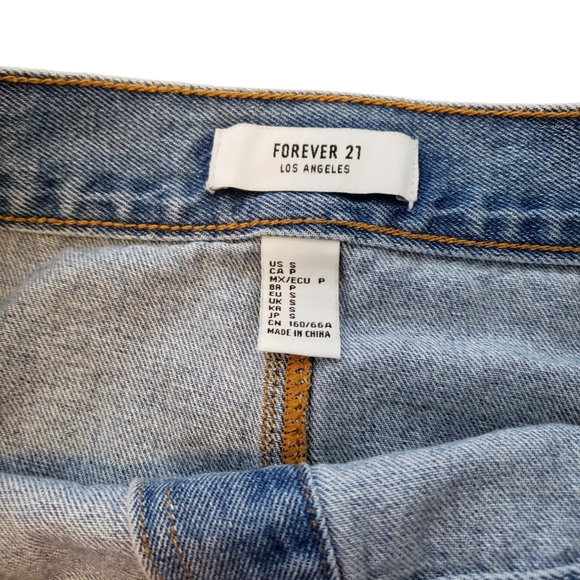 FOREVER 21
LOS ANGELES
US S
CA P
MX/ECU P
BR P
EU S
UK S
KR S
JP S
CN 160/66A
MADE IN CHINA